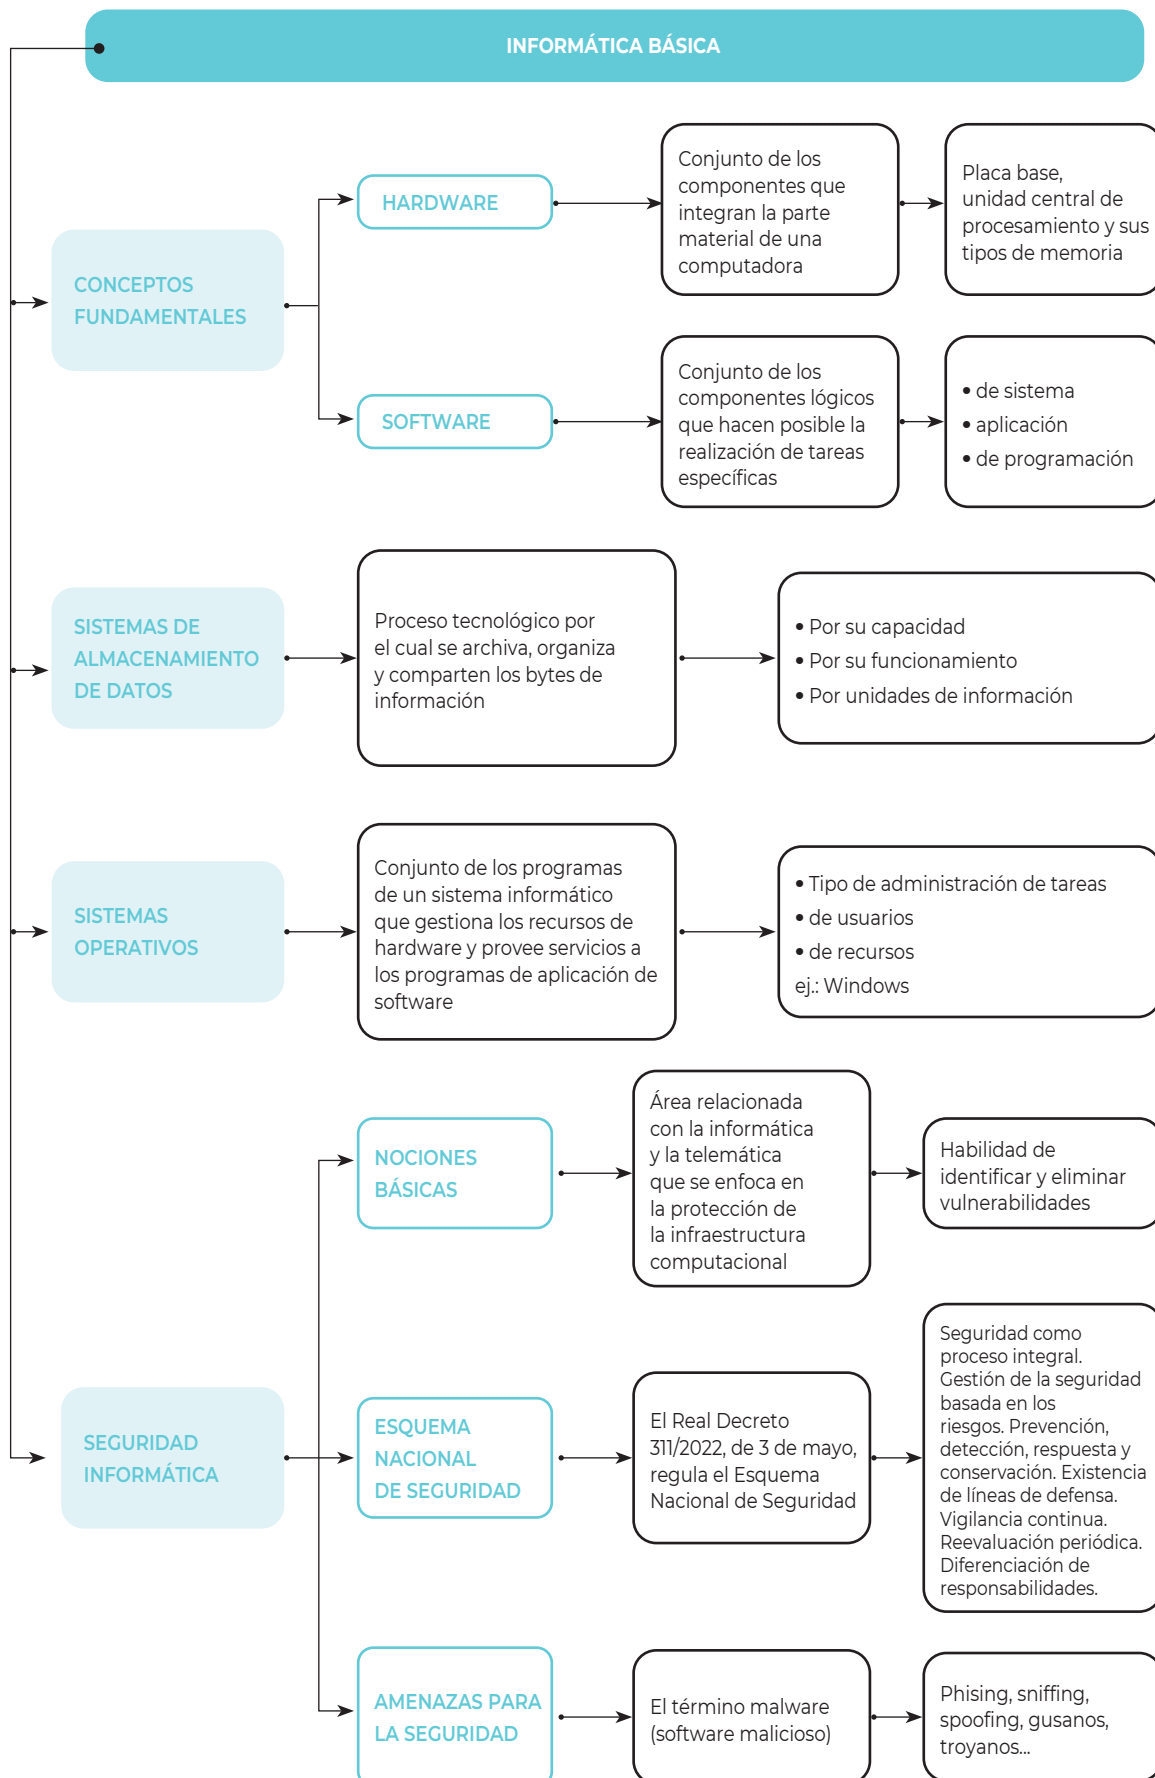 INFORMÁTICA BÁSICA
CONCEPTOS
FUNDAMENTALES
HARDWARE
Conjunto de los
componentes que
integran la parte
material de una
computadora
Placa base,
unidad central de
procesamiento y sus
tipos de memoria
SOFTWARE
Conjunto de los
componentes lógicos
que hacen posible la
realización de tareas
específicas
• de sistema
• aplicación
• de programación
SISTEMAS DE
ALMACENAMIENTO
DE DATOS
Proceso tecnológico por
el cual se archiva, organiza
y comparten los bytes de
información
• Por su capacidad
• Por su funcionamiento
• Por unidades de información
SISTEMAS
OPERATIVOS
Conjunto de los programas
de un sistema informático
que gestiona los recursos de
hardware y provee servicios a
los programas de aplicación de
software
• Tipo de administración de tareas
• de usuarios
• de recursos
ej.: Windows
SEGURIDAD
INFORMÁTICA
NOCIONES
BÁSICAS
Área relacionada
con la informática
y la telemática
que se enfoca en
la protección de
la infraestructura
computacional
Habilidad de
identificar y eliminar
vulnerabilidades
ESQUEMA
NACIONAL
DE SEGURIDAD
El Real Decreto
311/2022, de 3 de mayo,
regula el Esquema
Nacional de Seguridad
Seguridad como
proceso integral.
Gestión de la seguridad
basada en los
riesgos. Prevención,
detección, respuesta y
conservación. Existencia
de líneas de defensa.
Vigilancia continua.
Reevaluación periódica.
Diferenciación de
responsabilidades.
AMENAZAS PARA
LA SEGURIDAD
El término malware
(software malicioso)
Phising, sniffing,
spoofing, gusanos,
troyanos...